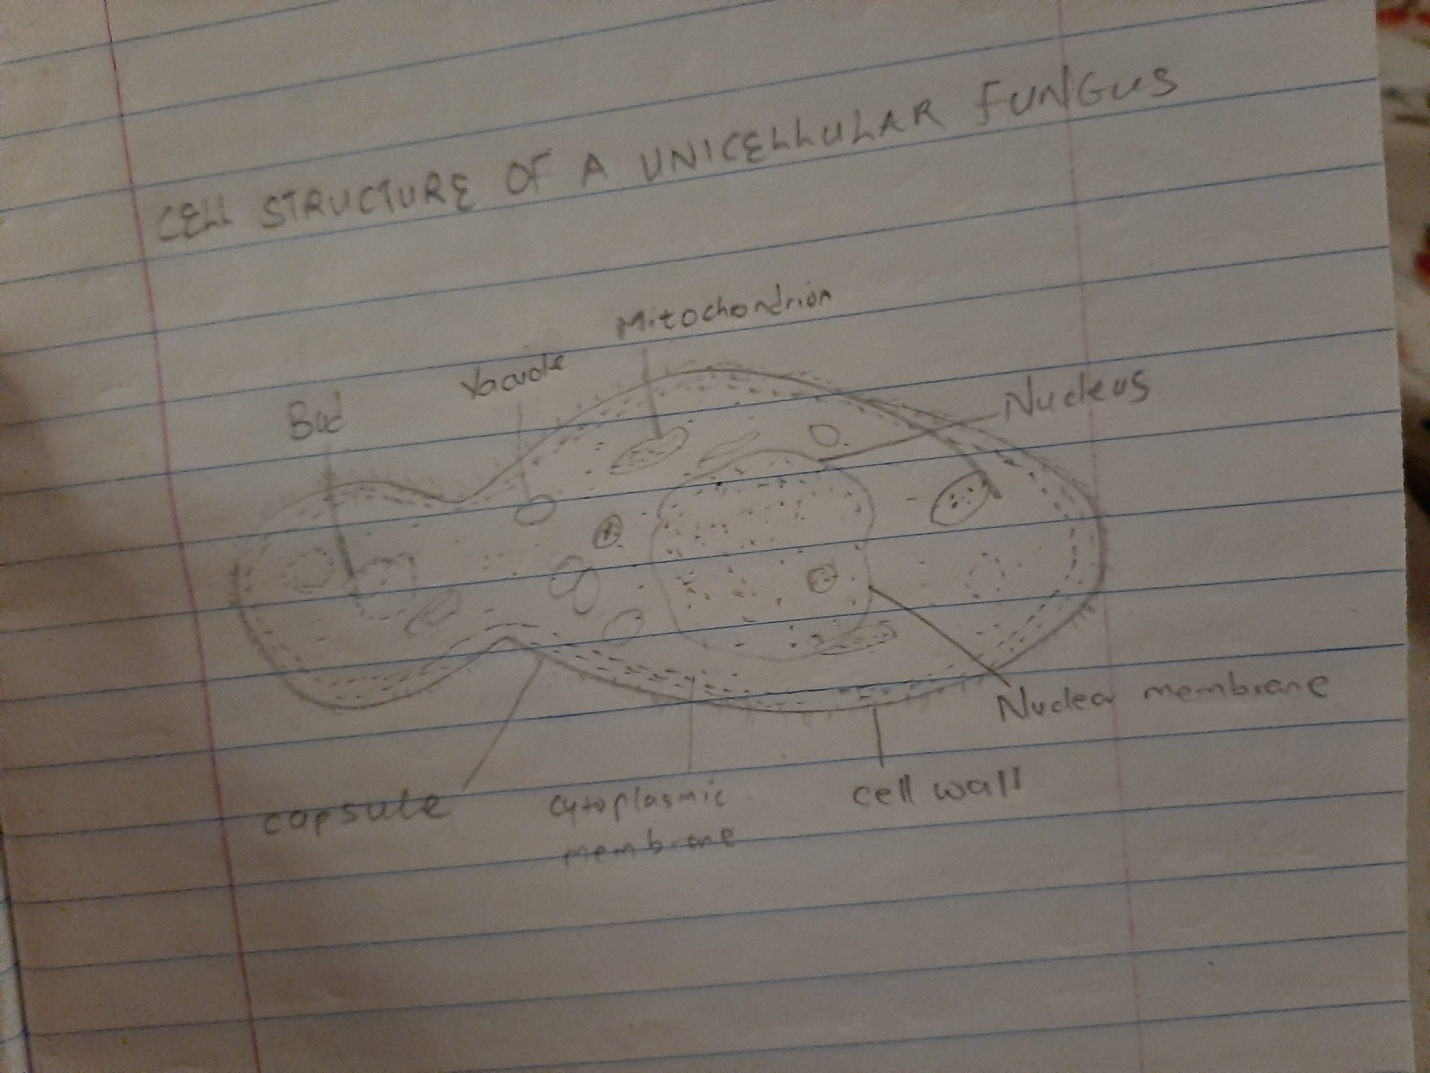 CELL STRUCTURE OF A UNICELLULAR FUNGUS
Mitochondrion
Vacuole
Bud
Nucleus
Nuclear membrane
capsule
cytoplasmic
membrane
cell wall